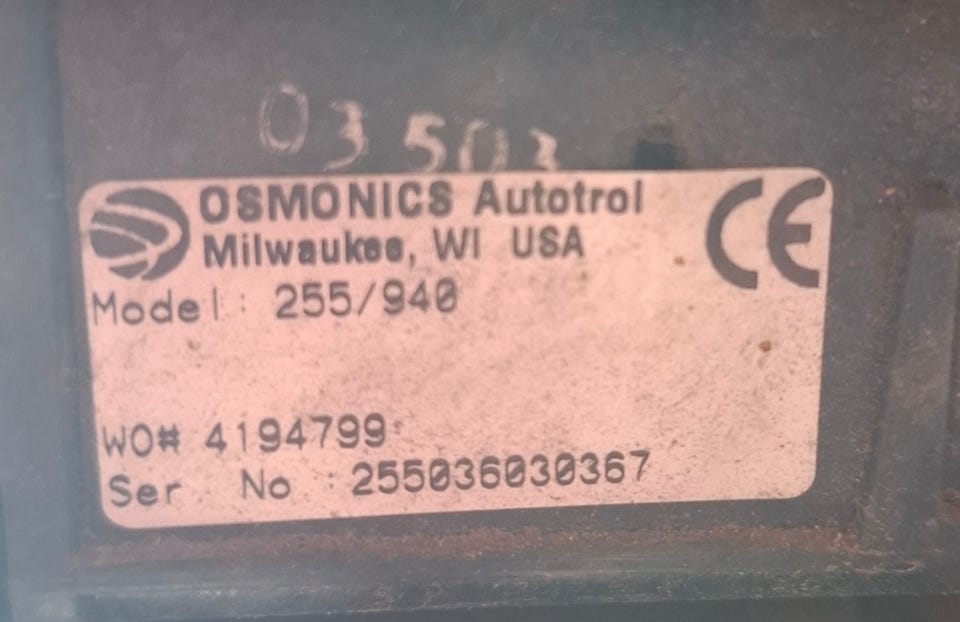 03503
OSMONICS Autotrol
Milwaukee, WI USA
CE
Model: 255/940
WO# 4194799
Ser No : 255036030367